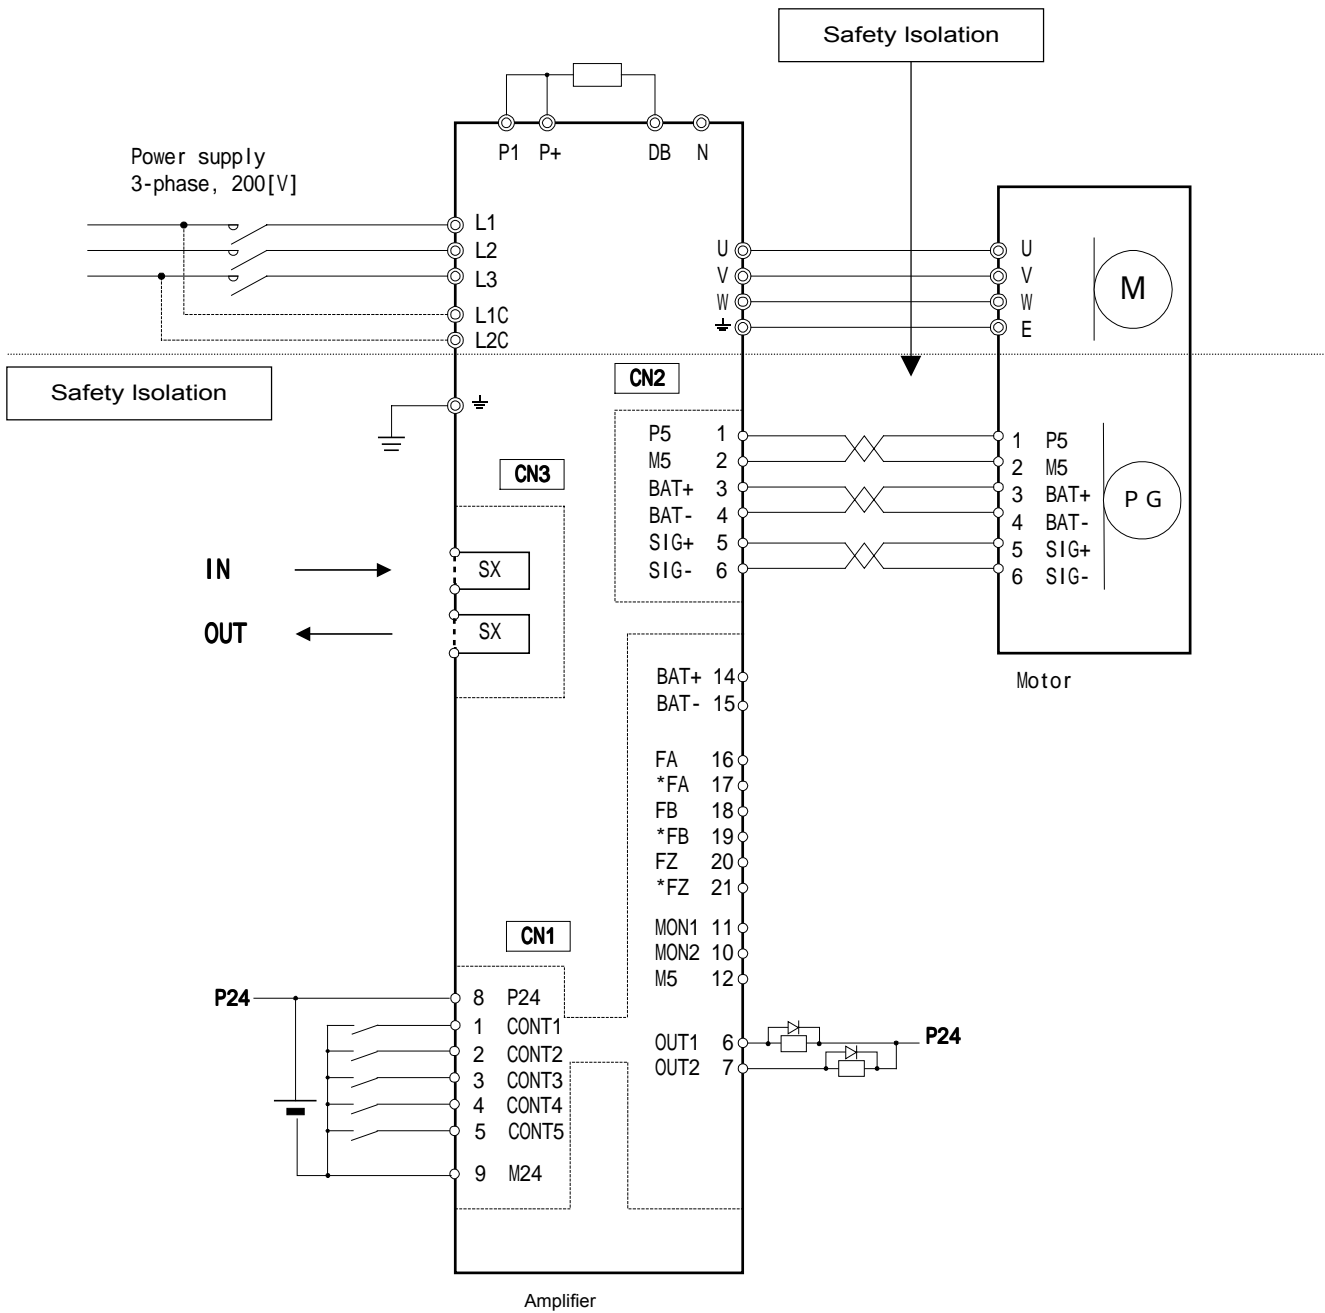 Safety Isolation
P1 P+ DB N
Power supply
3-phase, 200[V]
L1
L2
L3
L1C
L2C
U
V
W
U
V
W
E
M
Safety Isolation
CN2
P5 1
M5 2
BAT+ 3
BAT- 4
SIG+ 5
SIG- 6
1 P5
2 M5
3 BAT+
4 BAT-
5 SIG+
6 SIG-
PG
Motor
CN3
IN
SX
OUT
SX
BAT+ 14
BAT- 15
FA 16
*FA 17
FB 18
*FB 19
FZ 20
*FZ 21
MON1 11
MON2 10
M5 12
OUT1 6
OUT2 7
P24
CN1
P24
8 P24
1 CONT1
2 CONT2
3 CONT3
4 CONT4
5 CONT5
9 M24
Amplifier